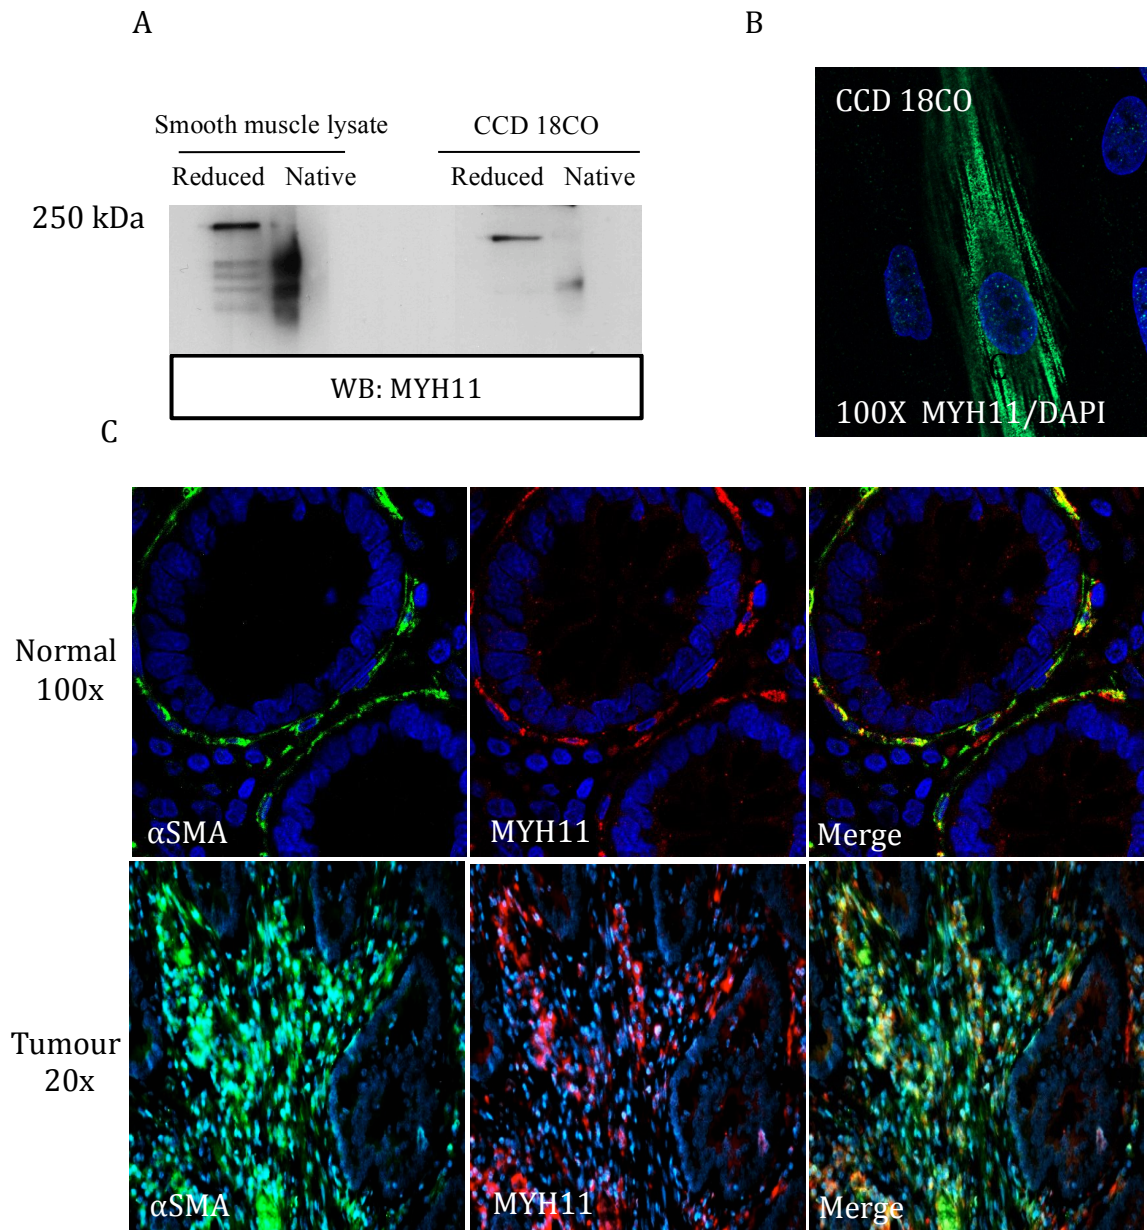 A
B
Smooth muscle lysate
CCD 18CO
Reduced
Native
Reduced
Native
250 kDa
WB: MYH11
CCD 18CO
C
100X MYH11/DAPI
C
Normal
100x
αSMA
MYH11
Merge
Tumour
20x
αSMA
MYH11
Merge